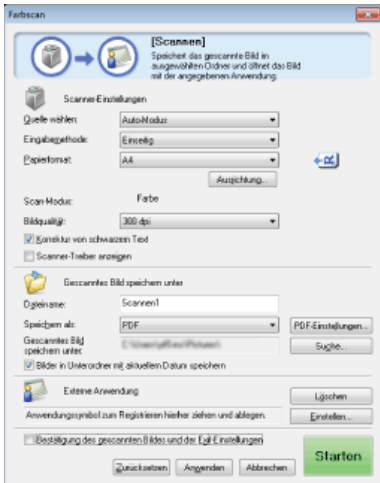 Farbscan
[Scannen]
Speichert das gescannte Bild im
ausgewählten Ordner und öffnet das Bild
mit der angegebenen Anwendung.
Scanner-Einstellungen
Quelle wählen: Auto-Modus
Eingabemethode: Einseitig
Papierformat: A4
Ausrichtung...
Scan-Modus: Farbe
Bildqualität: 300 dpi
Korrektur von schwarzem Text
Scanner-Treiber anzeigen
Gescanntes Bild speichern unter
Dateiname: Scannen1
Speichern als: PDF PDF-Einstellungen...
Gescanntes Bild
speichern unter: Suche...
Bilder in Unterordner mit aktuellem Datum speichern
Externe Anwendung
Löschen
Anwendungssymbol zum Registrieren hierher ziehen und ablegen. Einstellen...
Bestätigung des gescannten Bildes und der Exif-Einstellungen
Starten
Zurücksetzen Anwenden Abbrechen